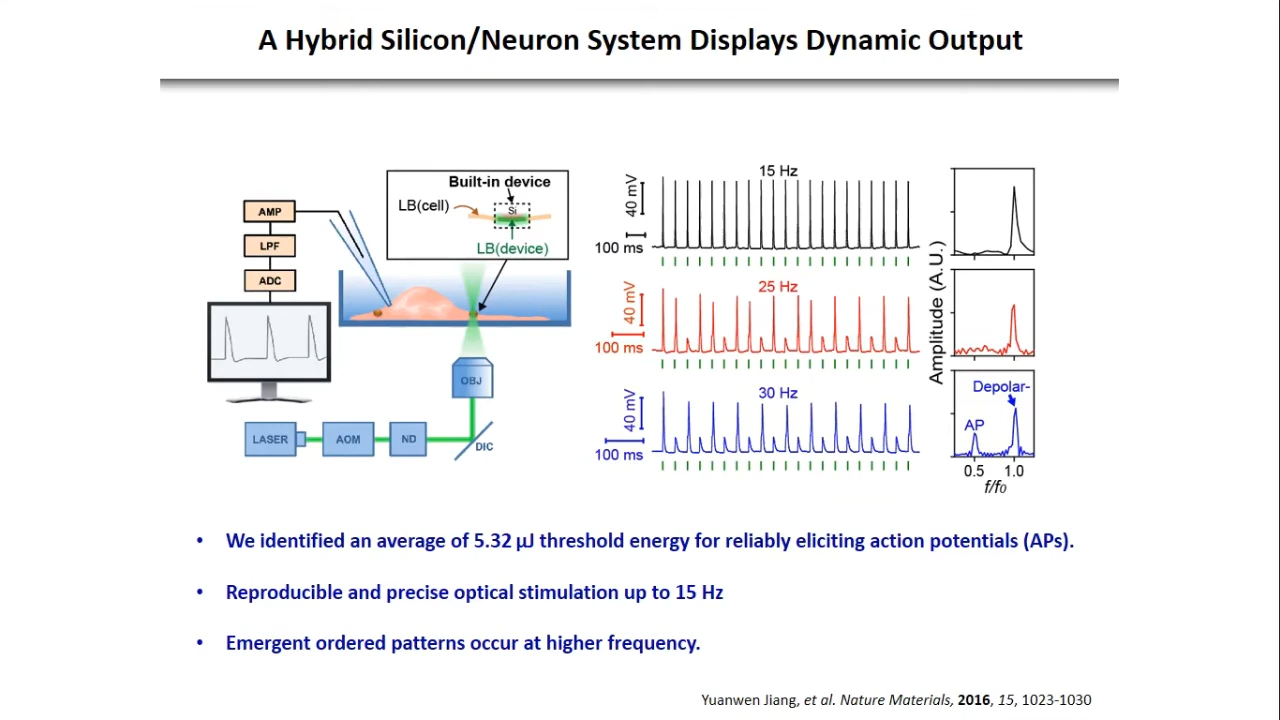 A Hybrid Silicon/Neuron System Displays Dynamic Output
AMP
LPF
ADC
Built-in device
LB(cell)
Si
LB(device)
OBJ
LASER
AOM
ND
DIC
15 Hz
40 mV
100 ms
25 Hz
40 mV
100 ms
30 Hz
40 mV
100 ms
Amplitude (A.U.)
Depolar-
AP
0.5 1.0
f/f0
• We identified an average of 5.32 µJ threshold energy for reliably eliciting action potentials (APs).
• Reproducible and precise optical stimulation up to 15 Hz
• Emergent ordered patterns occur at higher frequency.
Yuanwen Jiang, et al. Nature Materials, 2016, 15, 1023-1030